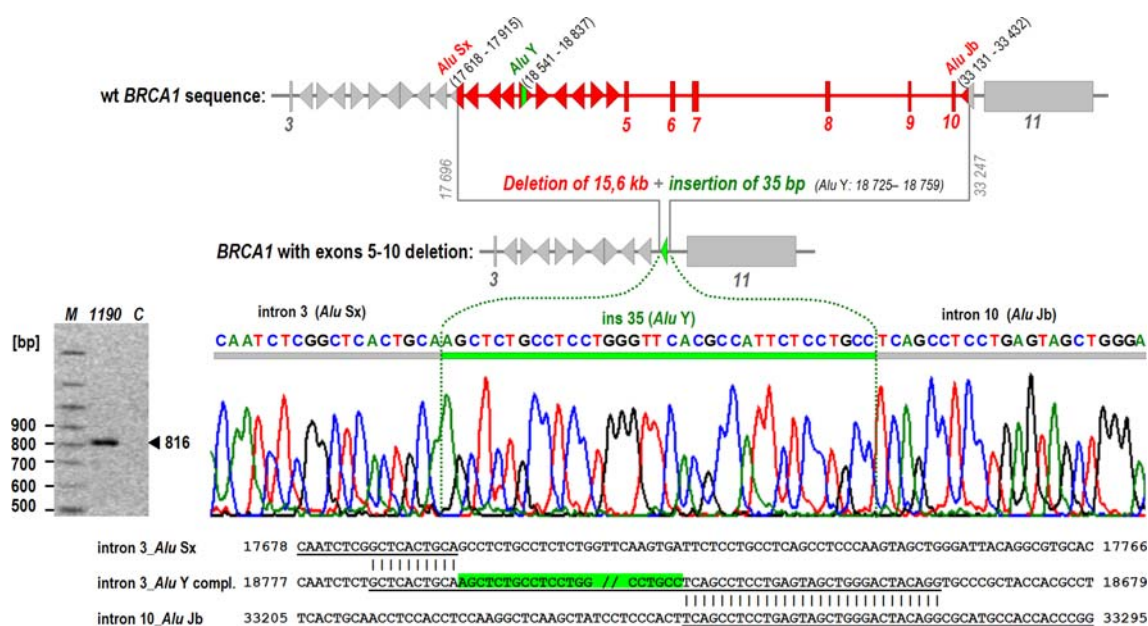 Alu Sx
(17 618 - 17 915)
Alu Y
(18 541 - 18 837)
Alu Jb
(33 131 - 33 432)
wt BRCA1 sequence:
3
5
6
7
8
9
10
11
17 696
Deletion of 15,6 kb + insertion of 35 bp (Alu Y: 18 725– 18 759)
33 247
BRCA1 with exons 5-10 deletion:
3
11
M 1190 C
[bp]
900
800
700
600
500
816
intron 3 (Alu Sx)
ins 35 (Alu Y)
intron 10 (Alu Jb)
CAATCTCGGCTCACTGCAAGCTCTGCCTCCTGGGTTCACGCCATTCTCCTGCCTCAGCCTCCTGAGTAGCTGGGA
intron 3_Alu Sx 17678 CAATCTCGGCTCACTGCAGCCTCTGCCTCTCTGGTTCAAGTGATTCTCCTGCCTCAGCCTCCCAAGTAGCTGGGATTACAGGCGTGCAC 17766
intron 3_Alu Y compl. 18777 CAATCTCTGCTCACTGCAAGCTCTGCCTCCTGG // CCTGCCTCAGCCTCCTGAGTAGCTGGGACTACAGGTGCCCGCTACCACGCCT 18679
intron 10_Alu Jb 33205 TCACTGCAACCTCCACCTCCAAGGCTCAAGCTATCCTCCCACTTCAGCCTCCTGAGTAGCTGGGACTACAGGCGCATGCCACCACCCGG